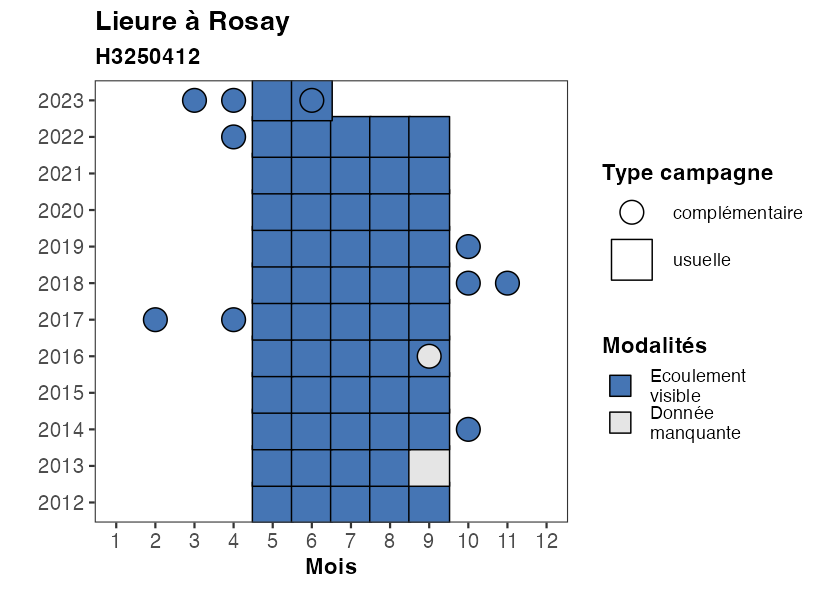 Lieure à Rosay
H3250412
2023
2022
2021
2020
2019
2018
2017
2016
2015
2014
2013
2012
1 2 3 4 5 6 7 8 9 10 11 12
Mois
Type campagne
complémentaire
usuelle
Modalités
Ecoulement
visible
Donnée
manquante